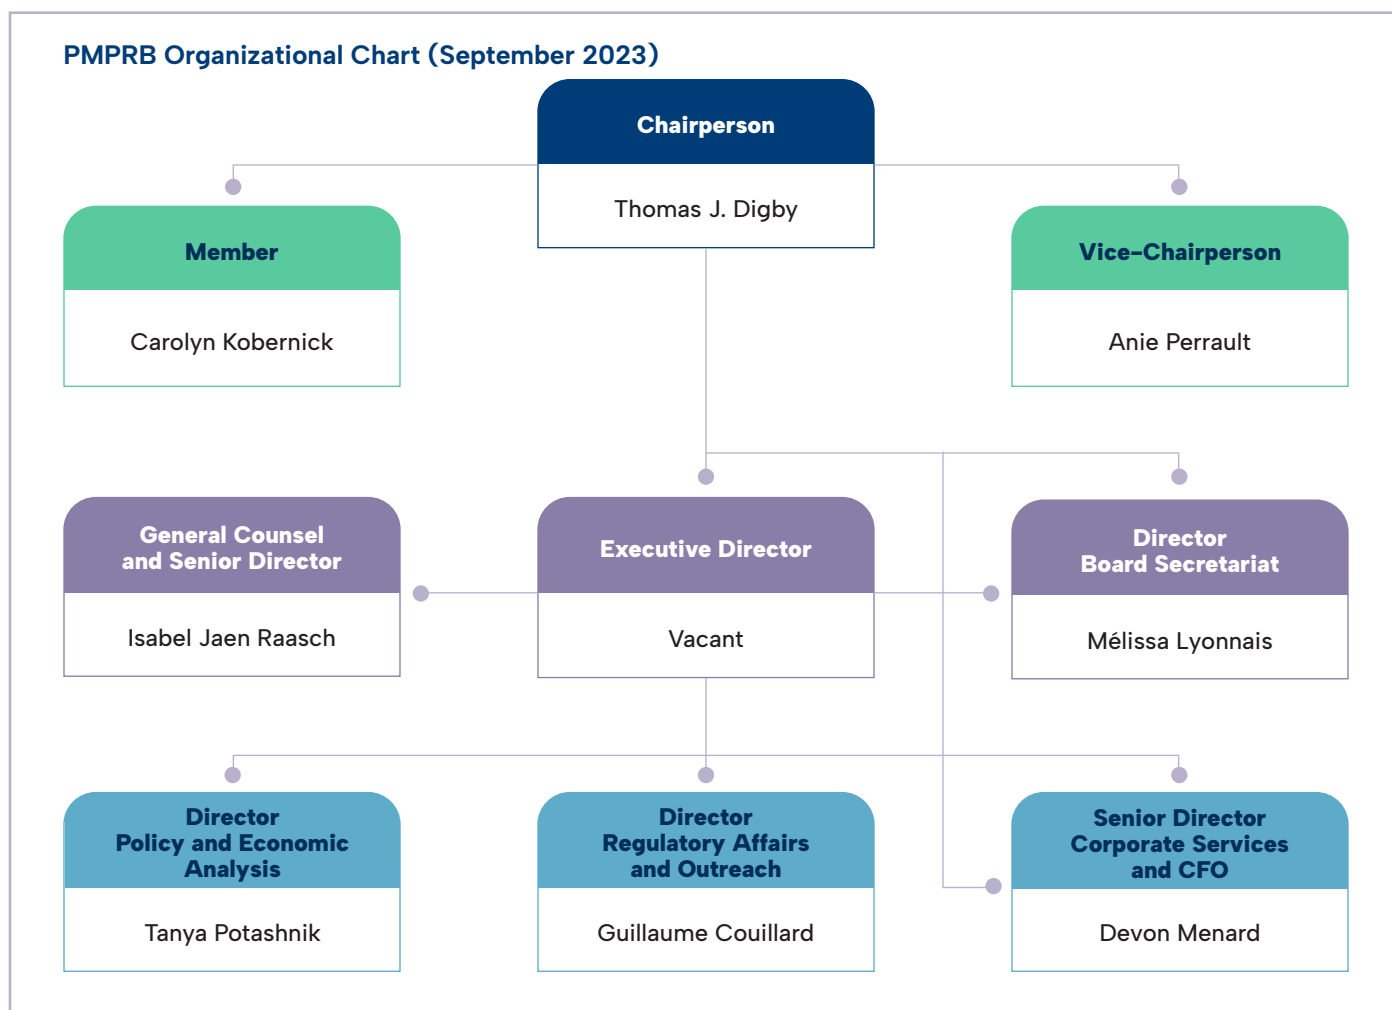 PMPRB Organizational Chart (September 2023)
Chairperson
Thomas J. Digby
Member
Carolyn Kobernick
Vice-Chairperson
Anie Perrault
General Counsel
and Senior Director
Isabel Jaen Raasch
Executive Director
Vacant
Director
Board Secretariat
Mélissa Lyonnais
Director
Policy and Economic
Analysis
Tanya Potashnik
Director
Regulatory Affairs
and Outreach
Guillaume Couillard
Senior Director
Corporate Services
and CFO
Devon Menard